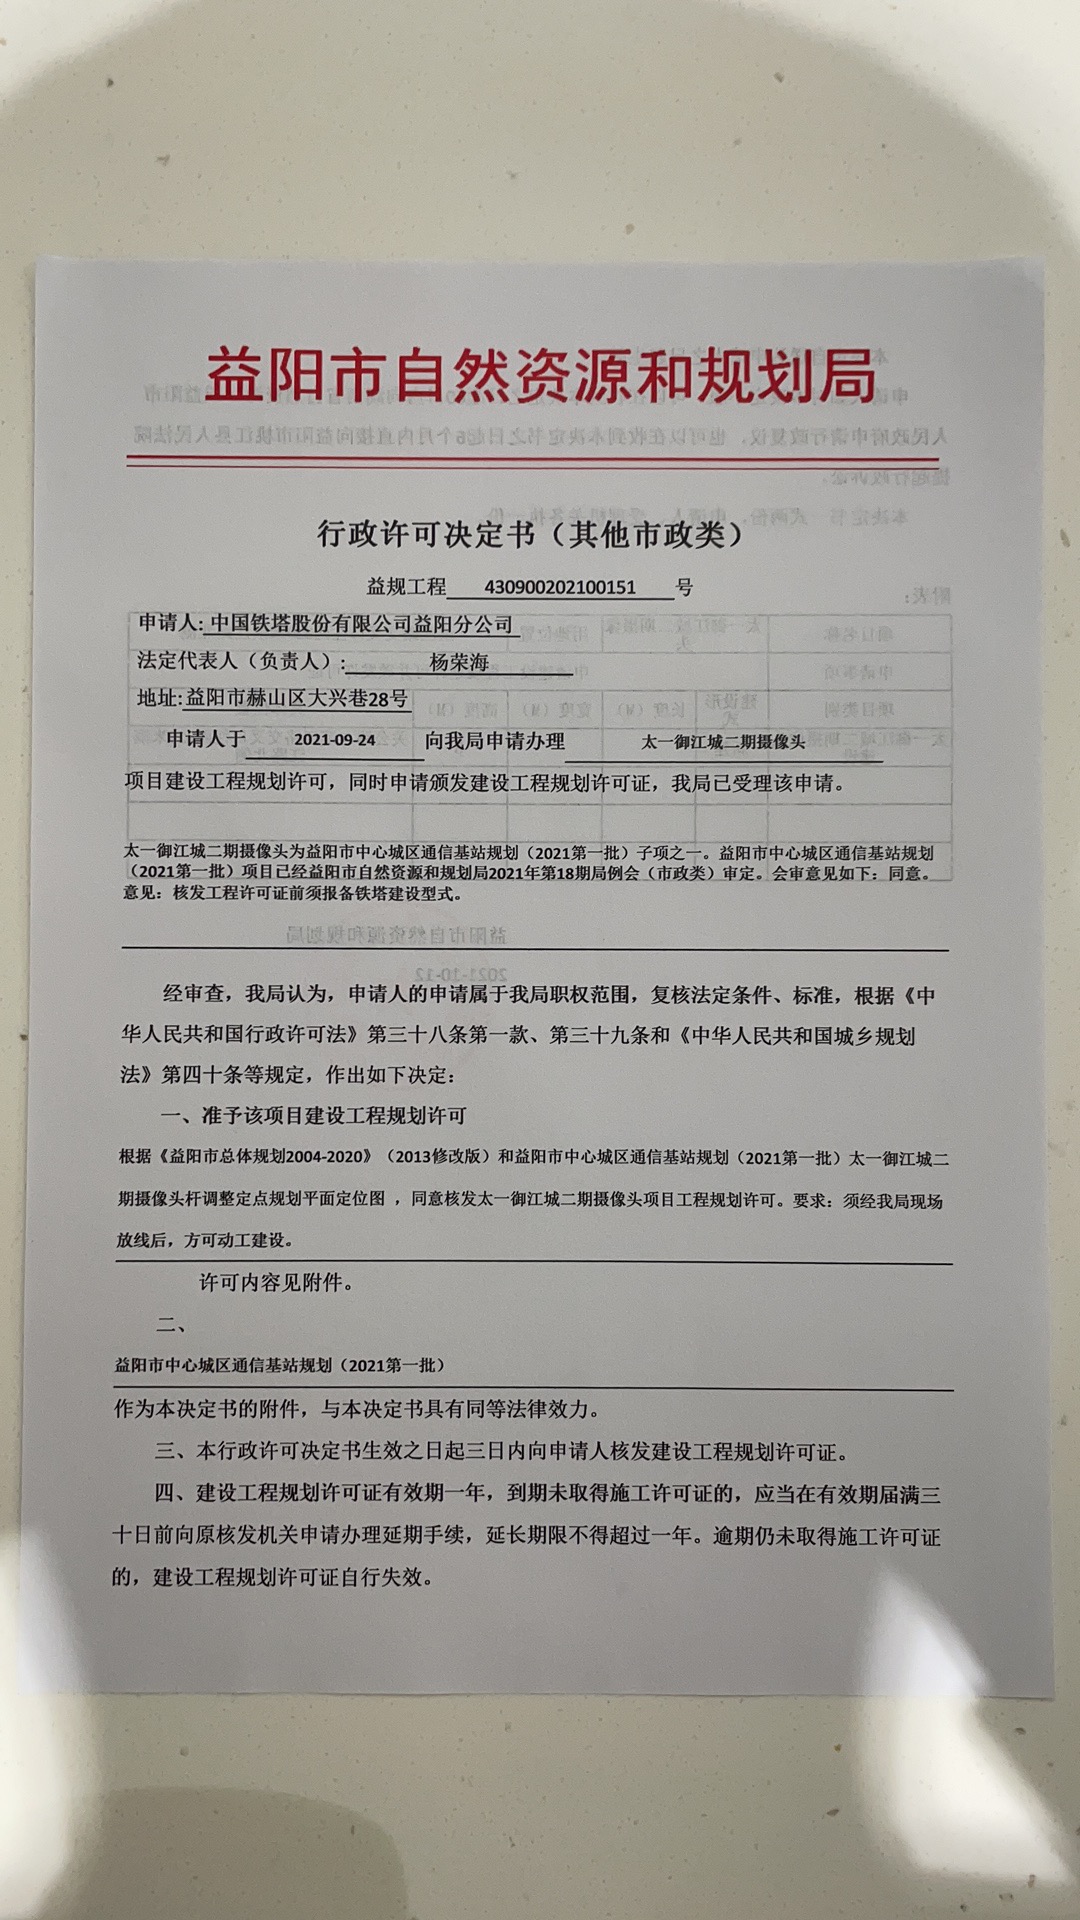 益阳市自然资源和规划局
行政许可决定书（其他市政类）
益规工程 430900202100151 号
申请人: 中国铁塔股份有限公司益阳分公司
法定代表人（负责人）: 杨荣海
地址: 益阳市赫山区大兴巷28号
申请人于 2021-09-24 向我局申请办理 太一御江城二期摄像头
项目建设工程规划许可，同时申请颁发建设工程规划许可证，我局已受理该申请。
太一御江城二期摄像头为益阳市中心城区通信基站规划（2021第一批）子项之一。益阳市中心城区通信基站规划
（2021第一批）项目已经益阳市自然资源和规划局2021年第18期局例会（市政类）审定。会审意见如下：同意。
意见：核发工程许可证前须报备铁塔建设型式。
经审查，我局认为，申请人的申请属于我局职权范围，复核法定条件、标准，根据《中
华人民共和国行政许可法》第三十八条第一款、第三十九条和《中华人民共和国城乡规划
法》第四十条等规定，作出如下决定：
一、准予该项目建设工程规划许可
根据《益阳市总体规划2004-2020》（2013修改版）和益阳市中心城区通信基站规划（2021第一批）太一御江城二
期摄像头杆调整定点规划平面定位图 ，同意核发太一御江城二期摄像头项目工程规划许可。要求：须经我局现场
放线后，方可动工建设。
许可内容见附件。
二、
益阳市中心城区通信基站规划（2021第一批）
作为本决定书的附件，与本决定书具有同等法律效力。
三、本行政许可决定书生效之日起三日内向申请人核发建设工程规划许可证。
四、建设工程规划许可证有效期一年，到期未取得施工许可证的，应当在有效期届满三
十日前向原核发机关申请办理延期手续，延长期限不得超过一年。逾期仍未取得施工许可证
的，建设工程规划许可证自行失效。